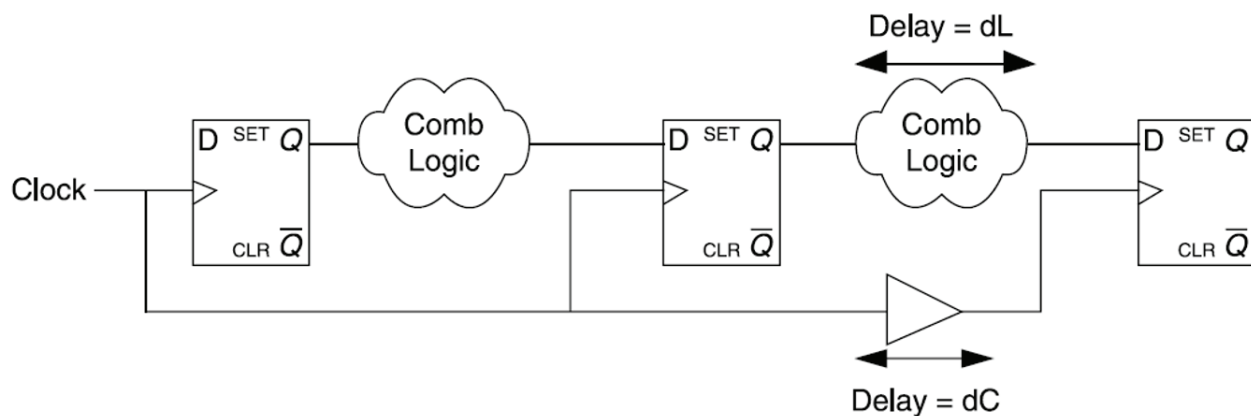 Delay = dL
D SET Q
Comb
Logic
D SET Q
Comb
Logic
D SET Q
Clock
CLR Q̅
CLR Q̅
CLR Q̅
Delay = dC